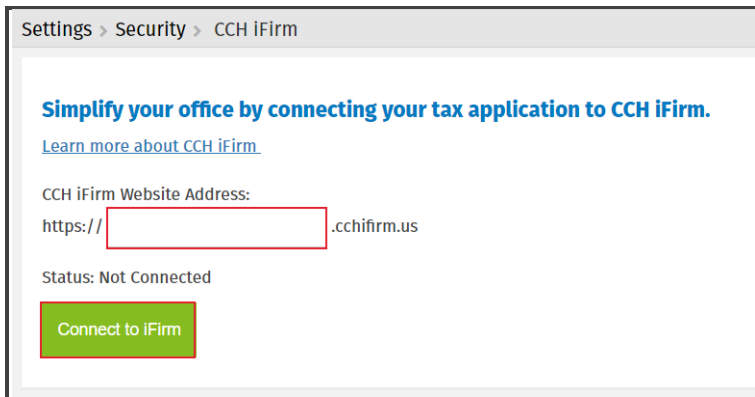 Settings > Security > CCH iFirm
Simplify your office by connecting your tax application to CCH iFirm.
Learn more about CCH iFirm
CCH iFirm Website Address:
https:// .cchifirm.us
Status: Not Connected
Connect to iFirm